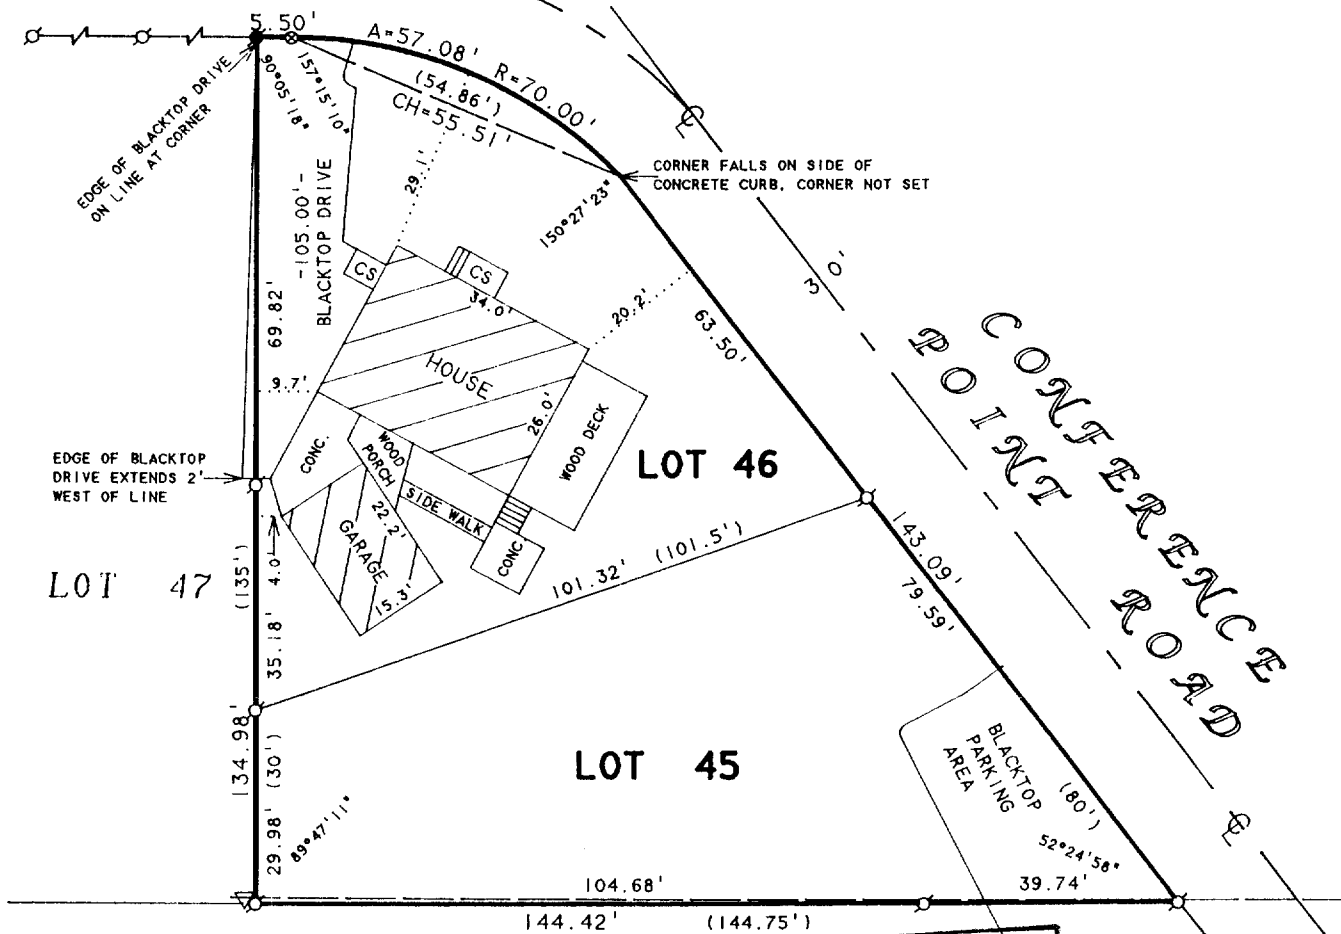 5.50'
A=57.08'
R=70.00'
(54.86')
CH=55.51'
90°05'18"
157°15'10"
EDGE OF BLACKTOP DRIVE
ON LINE AT CORNER
-105.00'-
BLACKTOP DRIVE
29.1'
150°27'23"
CORNER FALLS ON SIDE OF
CONCRETE CURB, CORNER NOT SET
CS
CS
34.0'
20.2'
30'
69.82'
63.50'
HOUSE
9.7'
26.0'
WOOD DECK
CONC.
WOOD
PORCH
SIDE WALK
CONC.
EDGE OF BLACKTOP
DRIVE EXTENDS 2'
WEST OF LINE
LOT 46
22.2'
GARAGE
15.3'
4.0'
(135')
35.18'
LOT 47
101.32' (101.5')
143.09'
79.59'
CONFERENCE
POINT
ROAD
134.98'
(30')
29.98'
89°47'11"
LOT 45
BLACKTOP
PARKING
AREA
(80')
52°24'58"
104.68'
39.74'
144.42' (144.75')
℄
℄